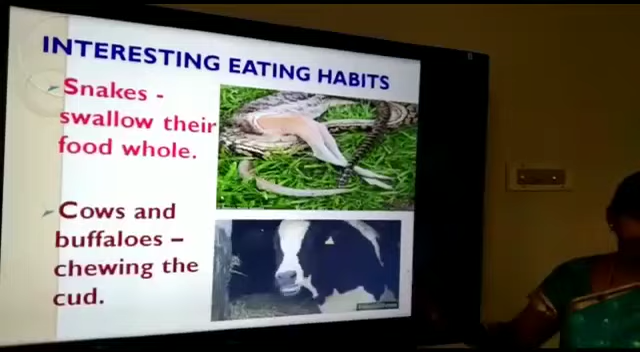 INTERESTING EATING HABITS
Snakes -
swallow their
food whole.
Cows and
buffaloes –
chewing the
cud.